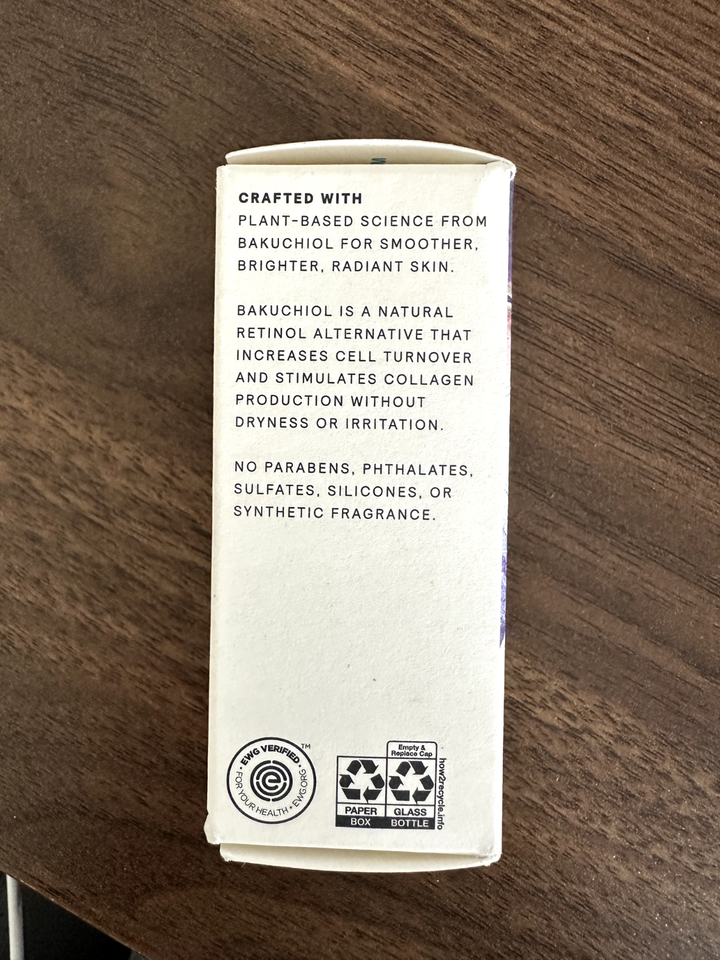 CRAFTED WITH
PLANT-BASED SCIENCE FROM
BAKUCHIOL FOR SMOOTHER,
BRIGHTER, RADIANT SKIN.
BAKUCHIOL IS A NATURAL
RETINOL ALTERNATIVE THAT
INCREASES CELL TURNOVER
AND STIMULATES COLLAGEN
PRODUCTION WITHOUT
DRYNESS OR IRRITATION.
NO PARABENS, PHTHALATES,
SULFATES, SILICONES, OR
SYNTHETIC FRAGRANCE.
EWG VERIFIED™
• FOR YOUR HEALTH • EWG.ORG
Empty &
Replace Cap
PAPER
BOX
GLASS
BOTTLE
how2recycle.info